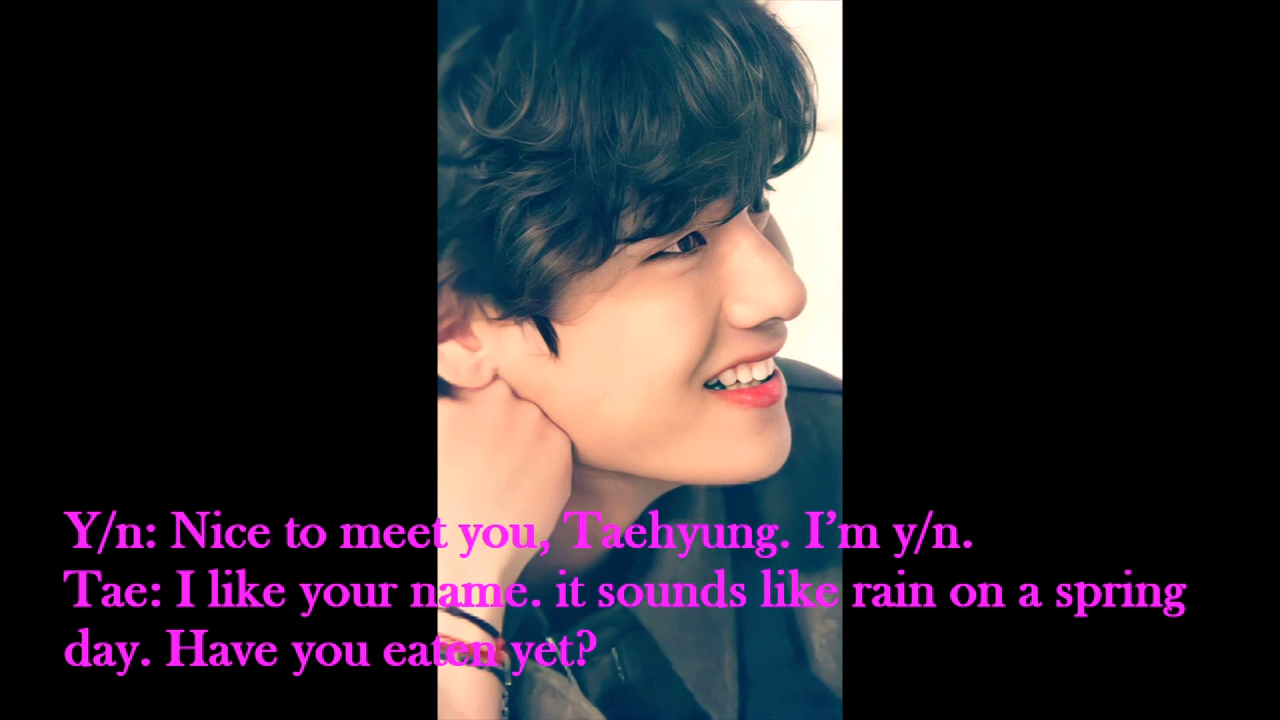 Y/n: Nice to meet you, Taehyung. I’m y/n.
Tae: I like your name. it sounds like rain on a spring
day. Have you eaten yet?